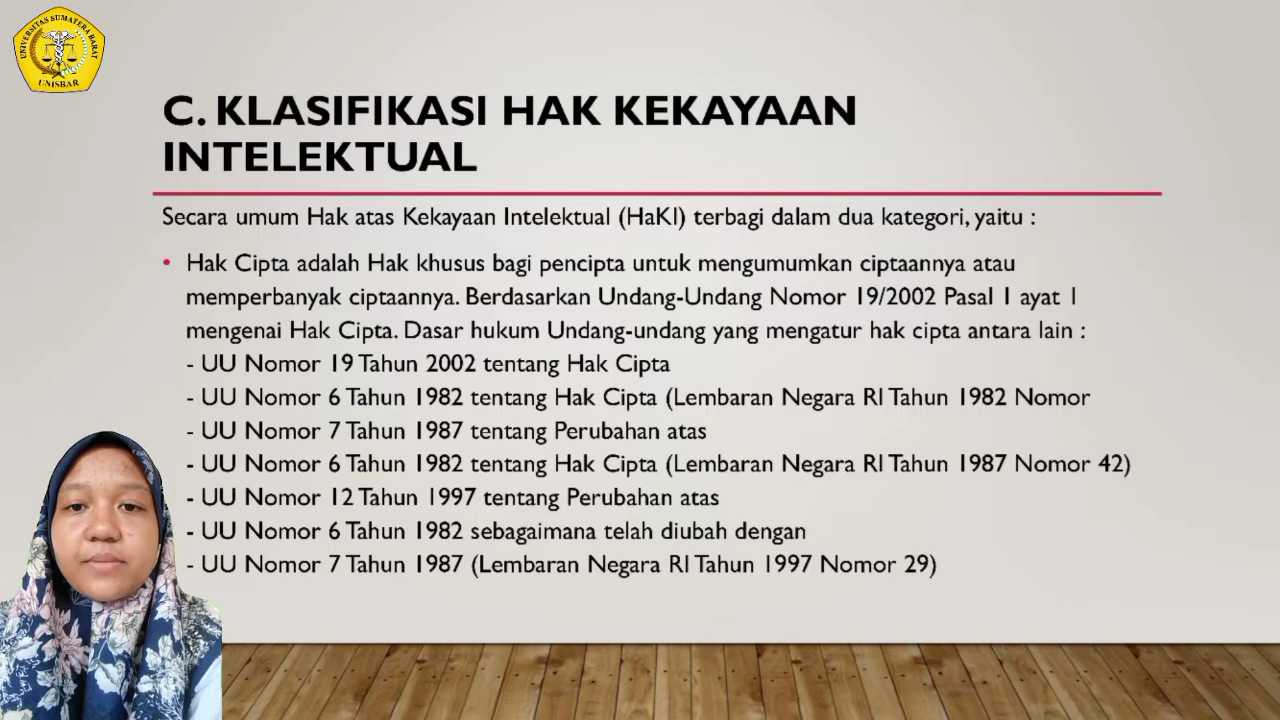 UNIVERSITAS SUMATERA BARAT
UNISBAR
C. KLASIFIKASI HAK KEKAYAAN
INTELEKTUAL
Secara umum Hak atas Kekayaan Intelektual (HaKI) terbagi dalam dua kategori, yaitu :
• Hak Cipta adalah Hak khusus bagi pencipta untuk mengumumkan ciptaannya atau
memperbanyak ciptaannya. Berdasarkan Undang-Undang Nomor 19/2002 Pasal 1 ayat 1
mengenai Hak Cipta. Dasar hukum Undang-undang yang mengatur hak cipta antara lain :
- UU Nomor 19 Tahun 2002 tentang Hak Cipta
- UU Nomor 6 Tahun 1982 tentang Hak Cipta (Lembaran Negara RI Tahun 1982 Nomor
- UU Nomor 7 Tahun 1987 tentang Perubahan atas
- UU Nomor 6 Tahun 1982 tentang Hak Cipta (Lembaran Negara RI Tahun 1987 Nomor 42)
- UU Nomor 12 Tahun 1997 tentang Perubahan atas
- UU Nomor 6 Tahun 1982 sebagaimana telah diubah dengan
- UU Nomor 7 Tahun 1987 (Lembaran Negara RI Tahun 1997 Nomor 29)